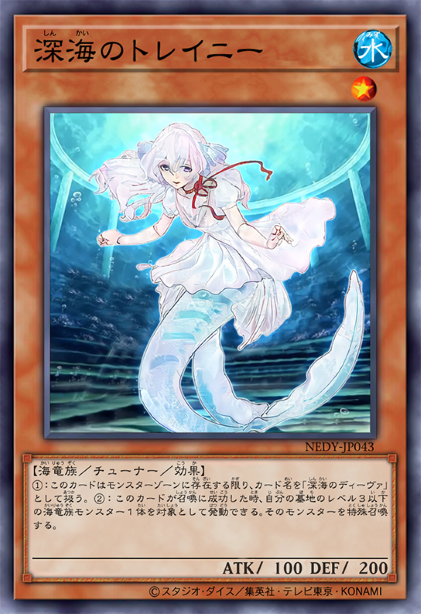 深海のトレイニー
水
NEDY-JP043
【海竜族／チューナー／効果】
①：このカードはモンスターゾーンに存在する限り、カード名を「深海のディーヴァ」
として扱う。②：このカードが召喚に成功した時、自分の墓地のレベル３以下
の海竜族モンスター１体を対象として発動できる。そのモンスターを特殊召喚
する。
ATK/ 100 DEF/ 200
©スタジオ・ダイス／集英社・テレビ東京・KONAMI